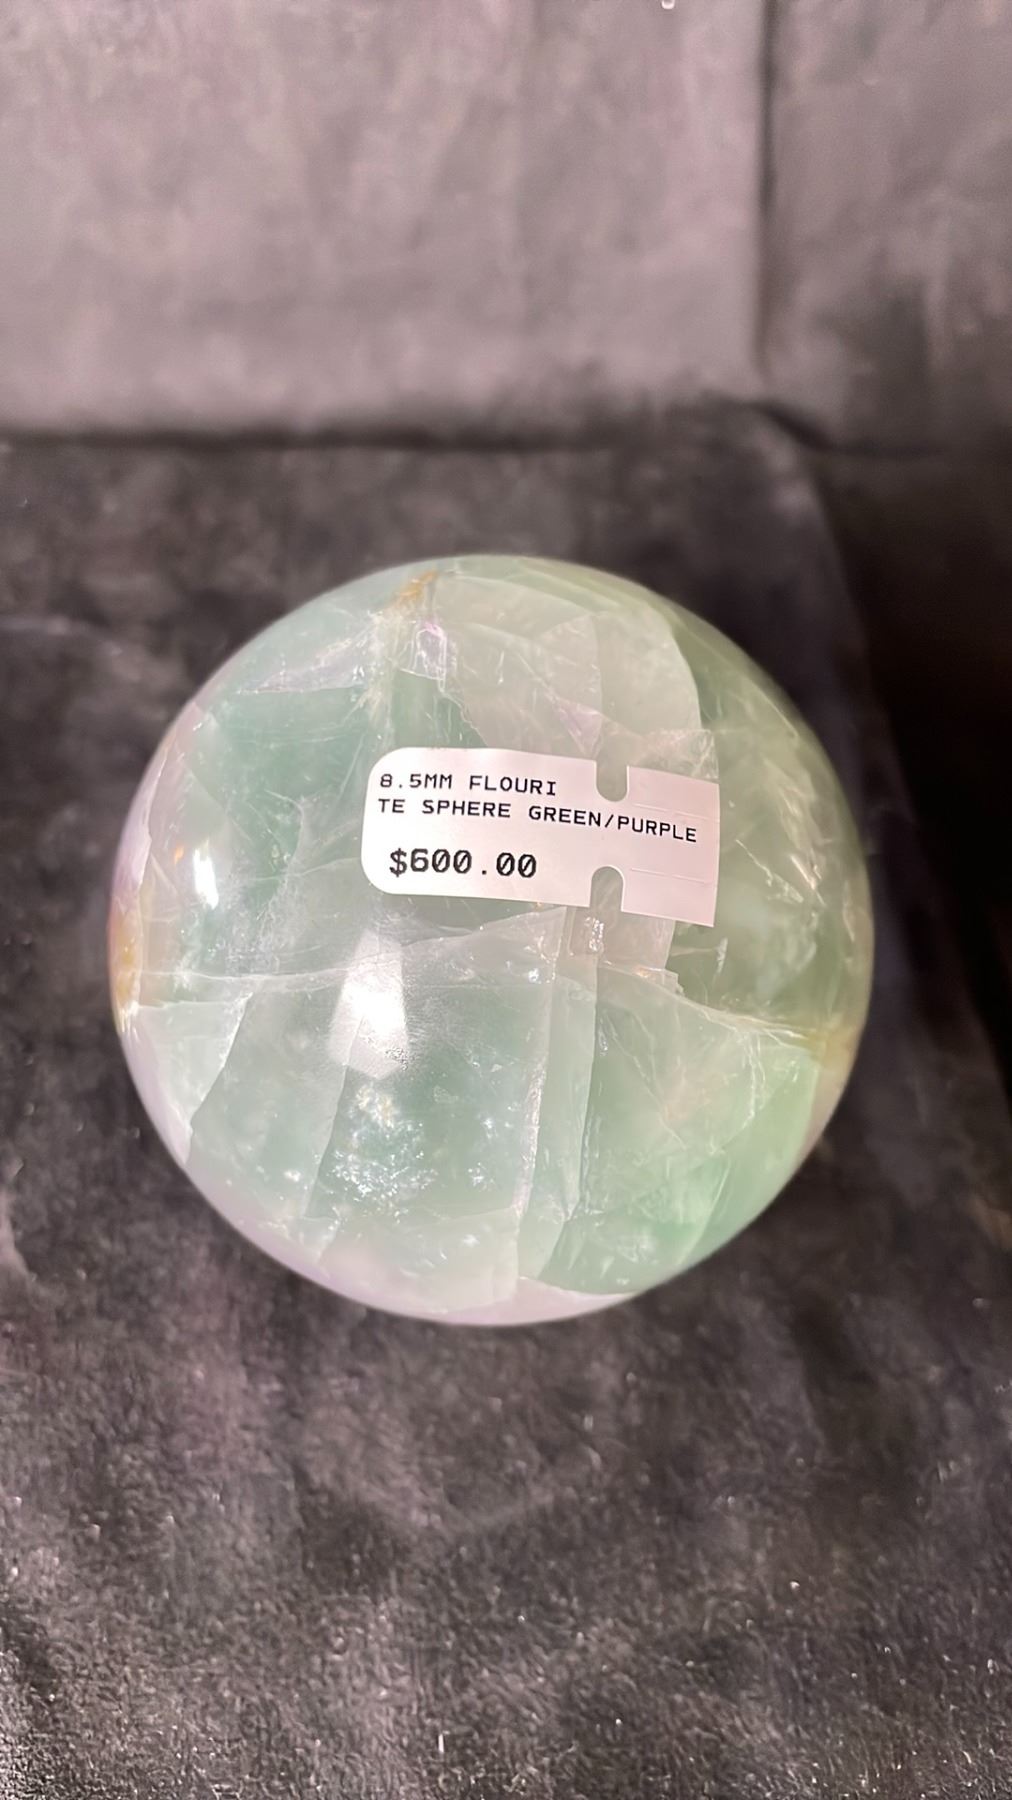 8.5MM FLOURI
TE SPHERE GREEN/PURPLE
$600.00